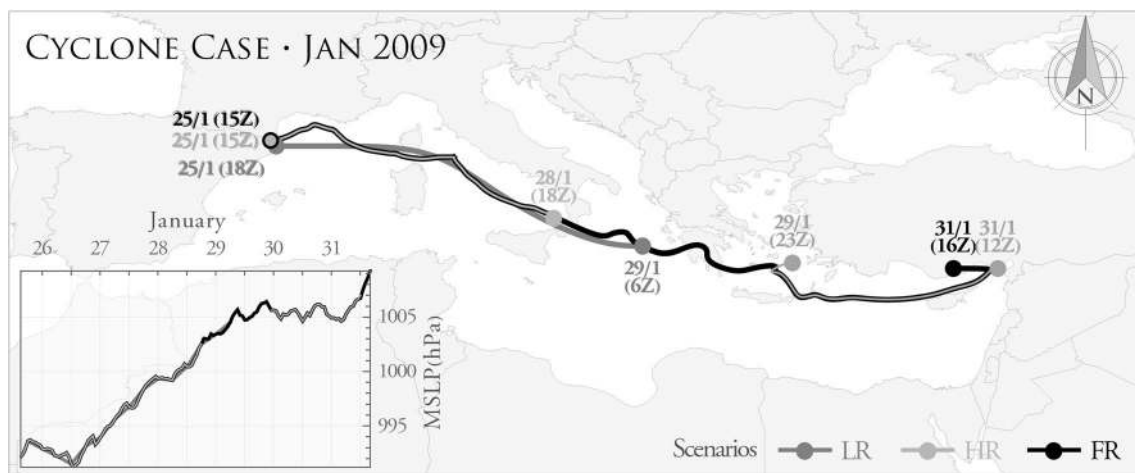 CYCLONE CASE · JAN 2009
N
25/1 (15Z)
25/1 (15Z)
25/1 (18Z)
28/1
(18Z)
29/1
(6Z)
29/1
(23Z)
31/1
(16Z)
31/1
(12Z)
January
26 27 28 29 30 31
1005
1000
995
MSLP(hPa)
Scenarios LR HR FR